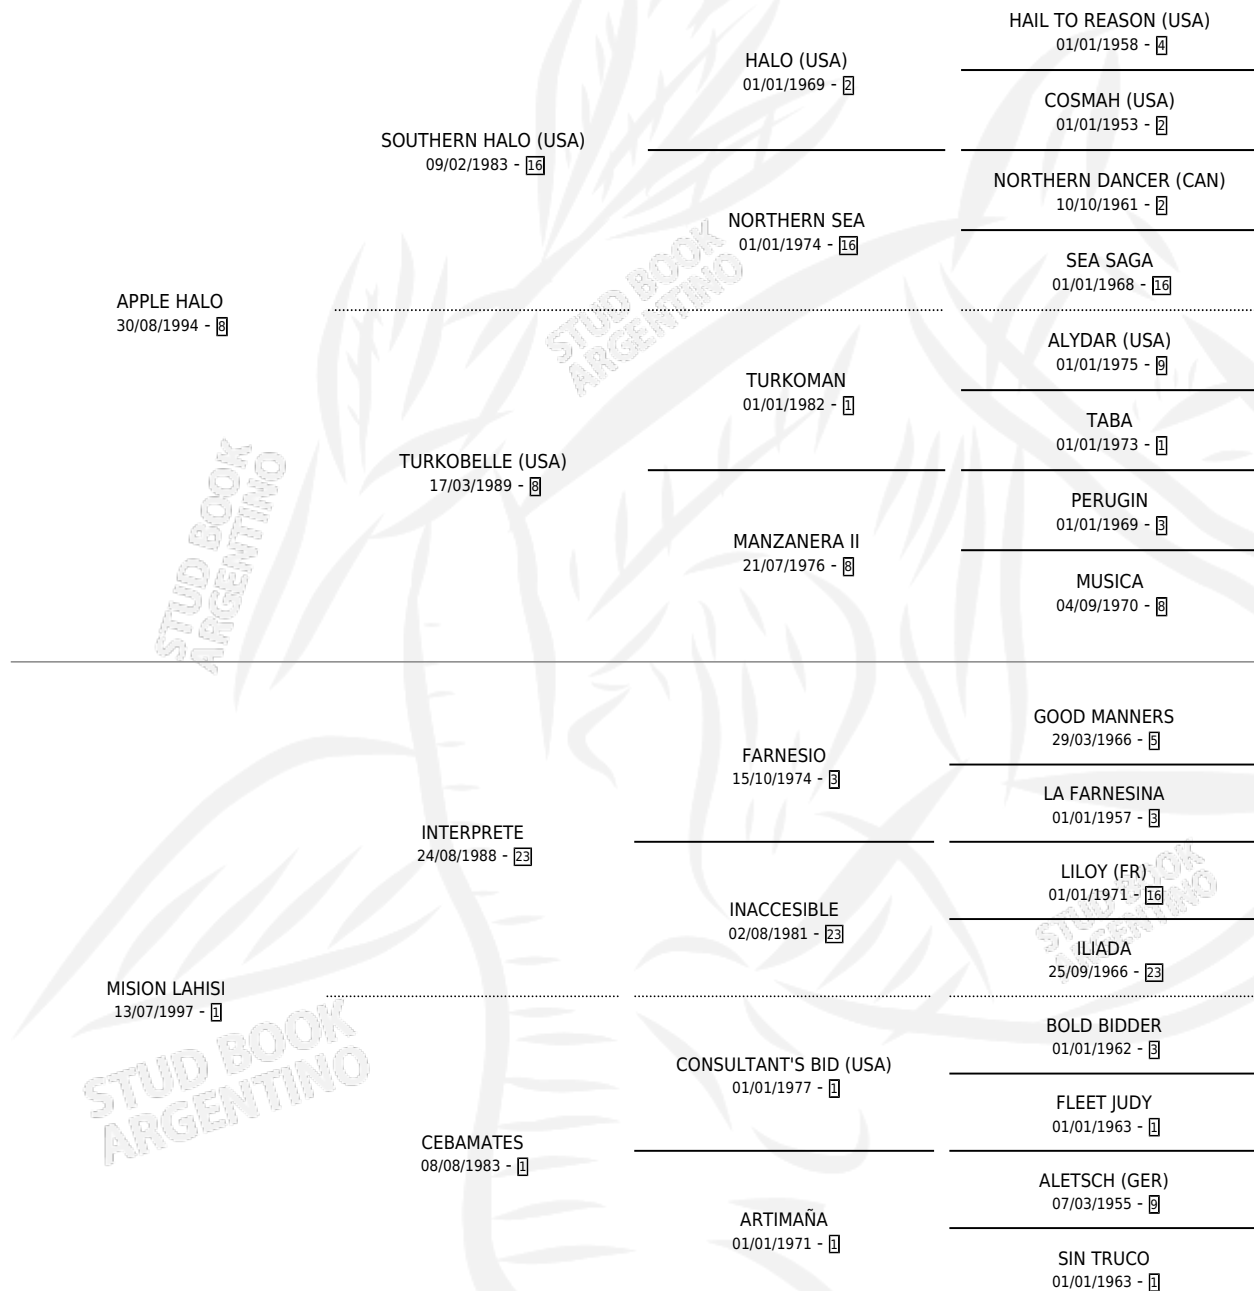 HAIL TO REASON (USA)
01/01/1958 - 4
HALO (USA)
01/01/1969 - 2
COSMAH (USA)
01/01/1953 - 2
SOUTHERN HALO (USA)
09/02/1983 - 16
NORTHERN DANCER (CAN)
10/10/1961 - 2
NORTHERN SEA
01/01/1974 - 16
SEA SAGA
01/01/1968 - 16
APPLE HALO
30/08/1994 - 8
STUD BOOK
ARGENTINO
ALYDAR (USA)
01/01/1975 - 9
TURKOMAN
01/01/1982 - 1
TABA
01/01/1973 - 1
TURKOBELLE (USA)
17/03/1989 - 8
PERUGIN
01/01/1969 - 3
MANZANERA II
21/07/1976 - 8
MUSICA
04/09/1970 - 8
STUD BOOK
ARGENTINO
GOOD MANNERS
29/03/1966 - 5
FARNESIO
15/10/1974 - 3
LA FARNESINA
01/01/1957 - 3
INTERPRETE
24/08/1988 - 23
LILOY (FR)
01/01/1971 - 16
INACCESIBLE
02/08/1981 - 23
ILIADA
25/09/1966 - 23
STUD BOOK
ARGENTINO
MISION LAHISI
13/07/1997 - 1
STUD BOOK
ARGENTINO
BOLD BIDDER
01/01/1962 - 3
CONSULTANT'S BID (USA)
01/01/1977 - 1
FLEET JUDY
01/01/1963 - 1
CEBAMATES
08/08/1983 - 1
ALETSCH (GER)
07/03/1955 - 9
ARTIMAÑA
01/01/1971 - 1
SIN TRUCO
01/01/1963 - 1